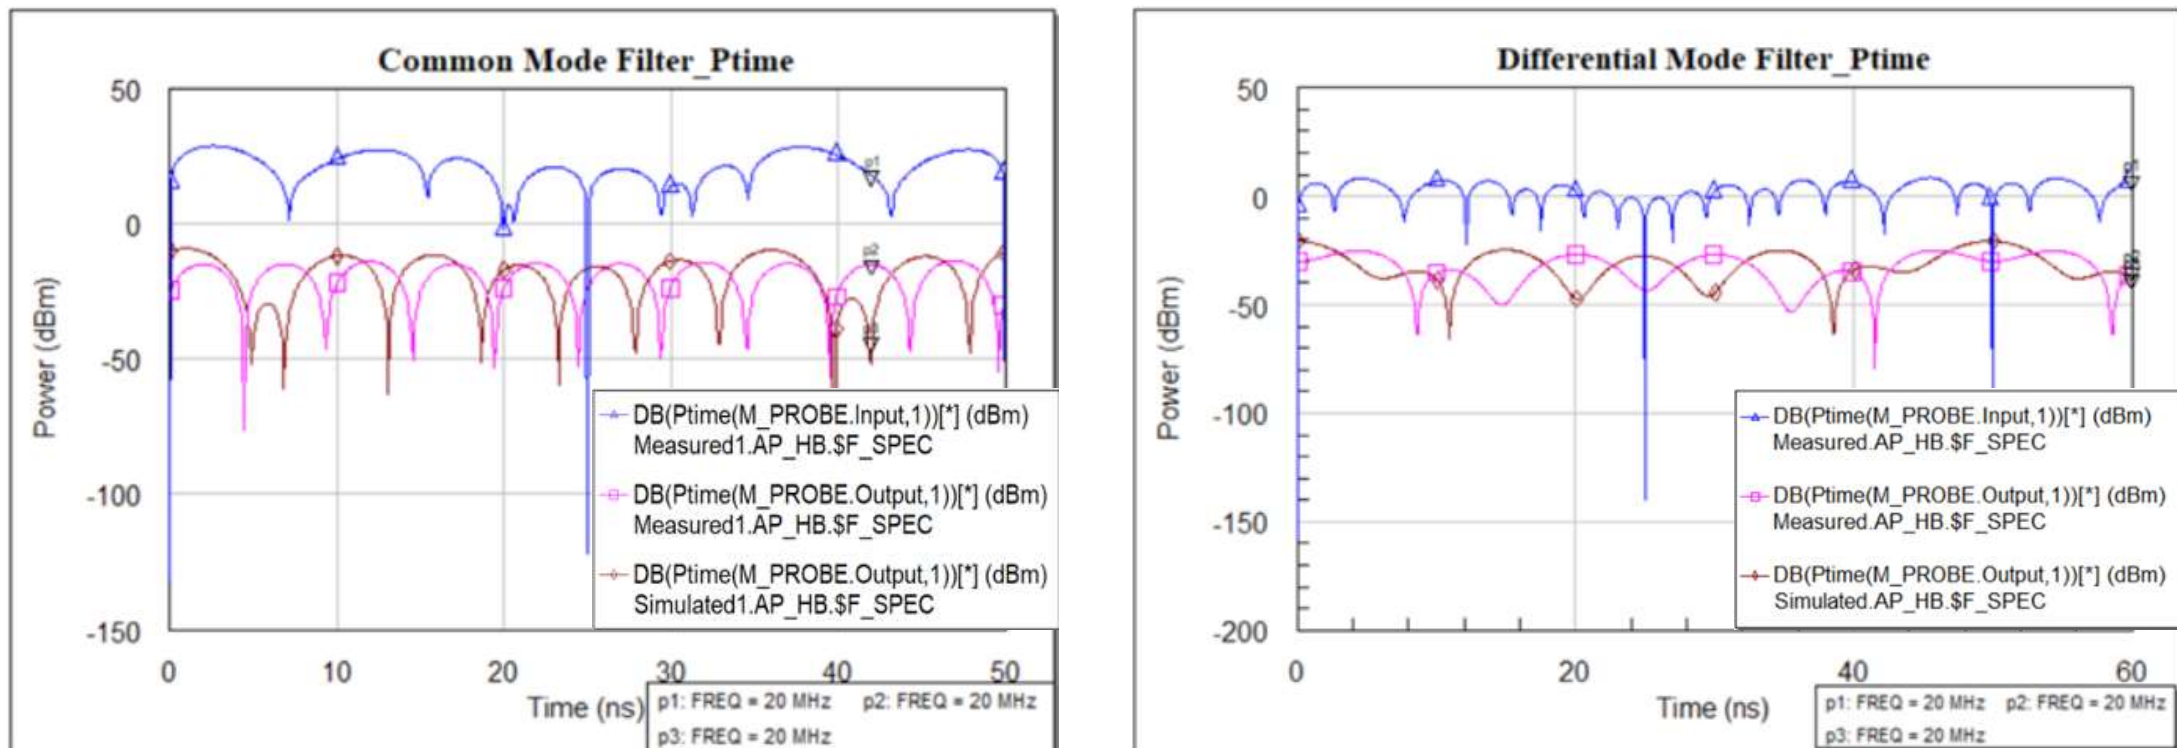 Common Mode Filter_Ptime
50
0
-50
-100
-150
Power (dBm)
0 10 20 30 40 50
Time (ns)
DB(Ptime(M_PROBE.Input,1))[*] (dBm)
Measured1.AP_HB.$F_SPEC
DB(Ptime(M_PROBE.Output,1))[*] (dBm)
Measured1.AP_HB.$F_SPEC
DB(Ptime(M_PROBE.Output,1))[*] (dBm)
Simulated1.AP_HB.$F_SPEC
p1: FREQ = 20 MHz p2: FREQ = 20 MHz
p3: FREQ = 20 MHz
Differential Mode Filter_Ptime
50
0
-50
-100
-150
-200
Power (dBm)
0 20 40 60
Time (ns)
DB(Ptime(M_PROBE.Input,1))[*] (dBm)
Measured.AP_HB.$F_SPEC
DB(Ptime(M_PROBE.Output,1))[*] (dBm)
Measured.AP_HB.$F_SPEC
DB(Ptime(M_PROBE.Output,1))[*] (dBm)
Simulated.AP_HB.$F_SPEC
p1: FREQ = 20 MHz p2: FREQ = 20 MHz
p3: FREQ = 20 MHz